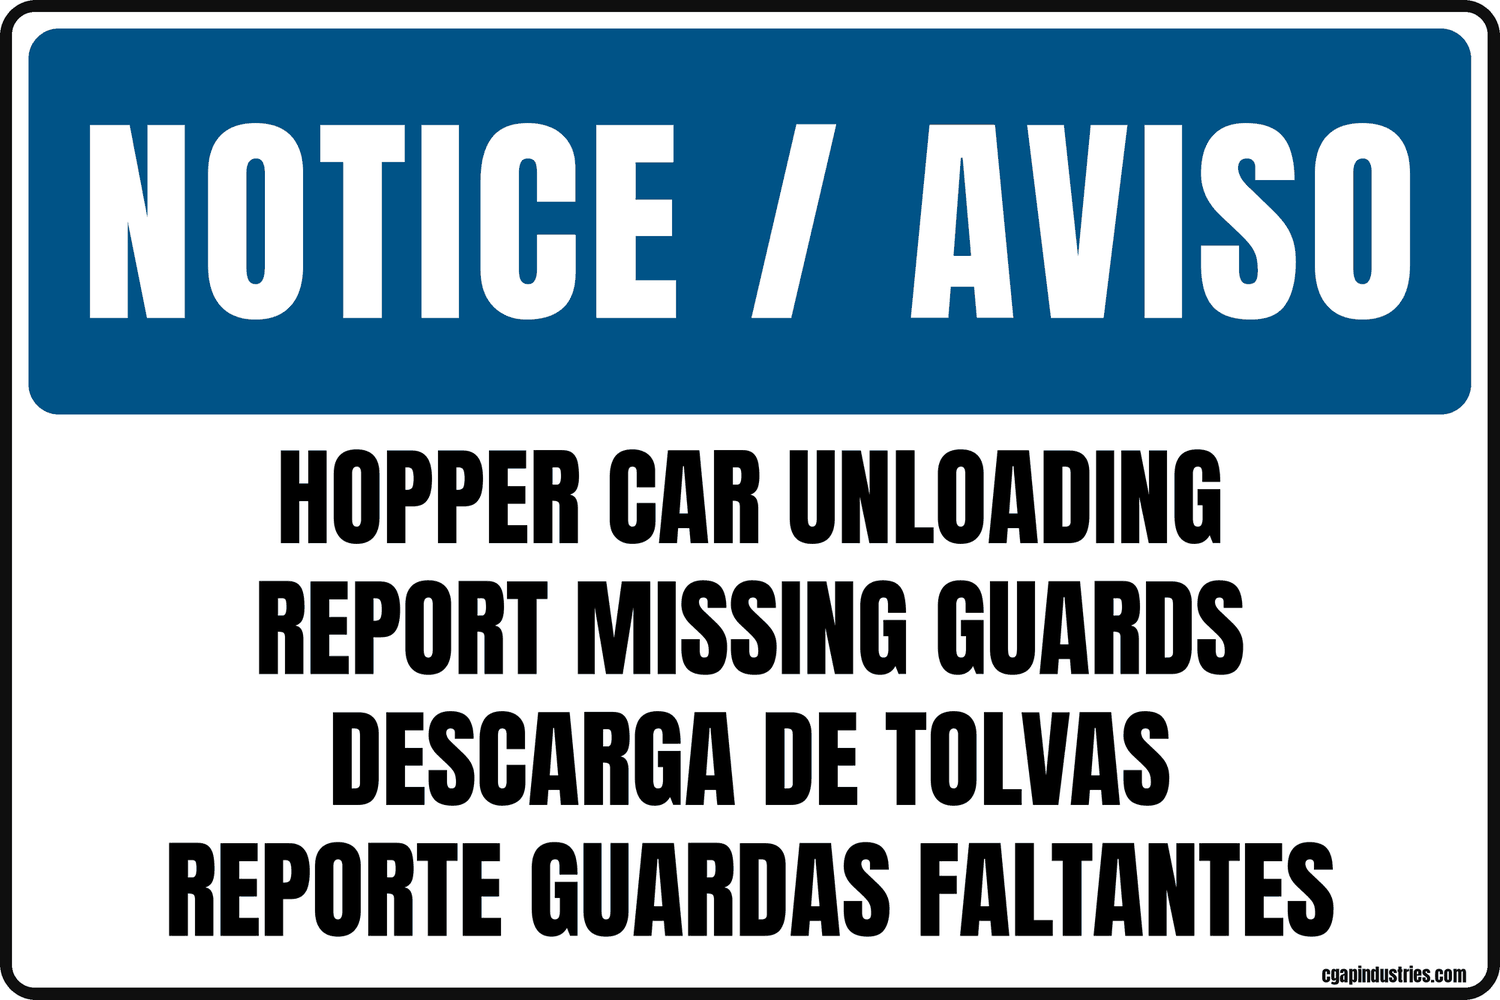 NOTICE / AVISO
HOPPER CAR UNLOADING
REPORT MISSING GUARDS
DESCARGA DE TOLVAS
REPORTE GUARDAS FALTANTES
cgapindustries.com